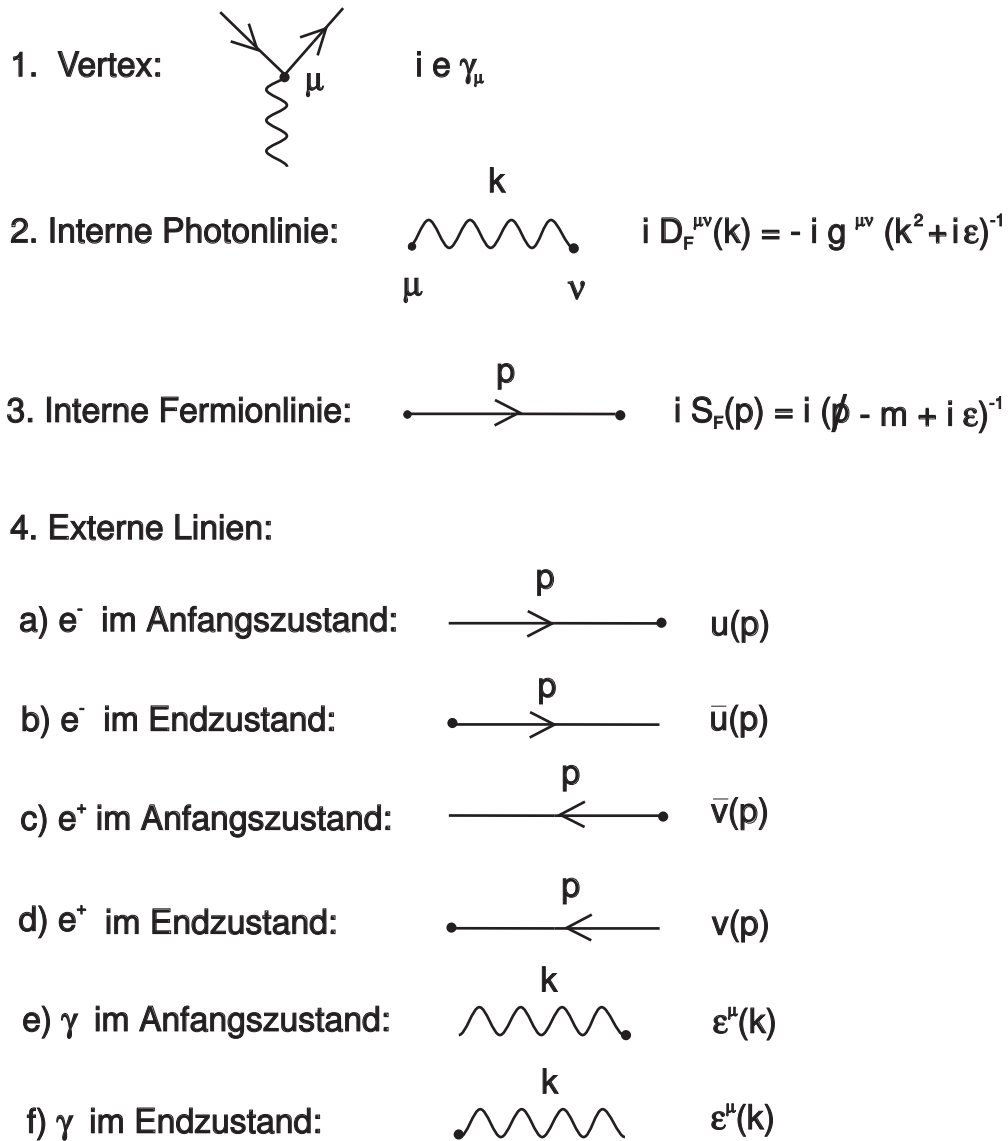 1. Vertex: μ i e γ_μ
k
2. Interne Photonlinie: i D_F^μν(k) = - i g^μν (k²+iε)⁻¹
μ ν
p
3. Interne Fermionlinie: i S_F(p) = i (p̸ - m + i ε)⁻¹
4. Externe Linien:
p
a) e⁻ im Anfangszustand: u(p)
p
b) e⁻ im Endzustand: ū(p)
p
c) e⁺ im Anfangszustand: v̄(p)
p
d) e⁺ im Endzustand: v(p)
k
e) γ im Anfangszustand: ε^μ(k)
k
f) γ im Endzustand: ε^μ(k)